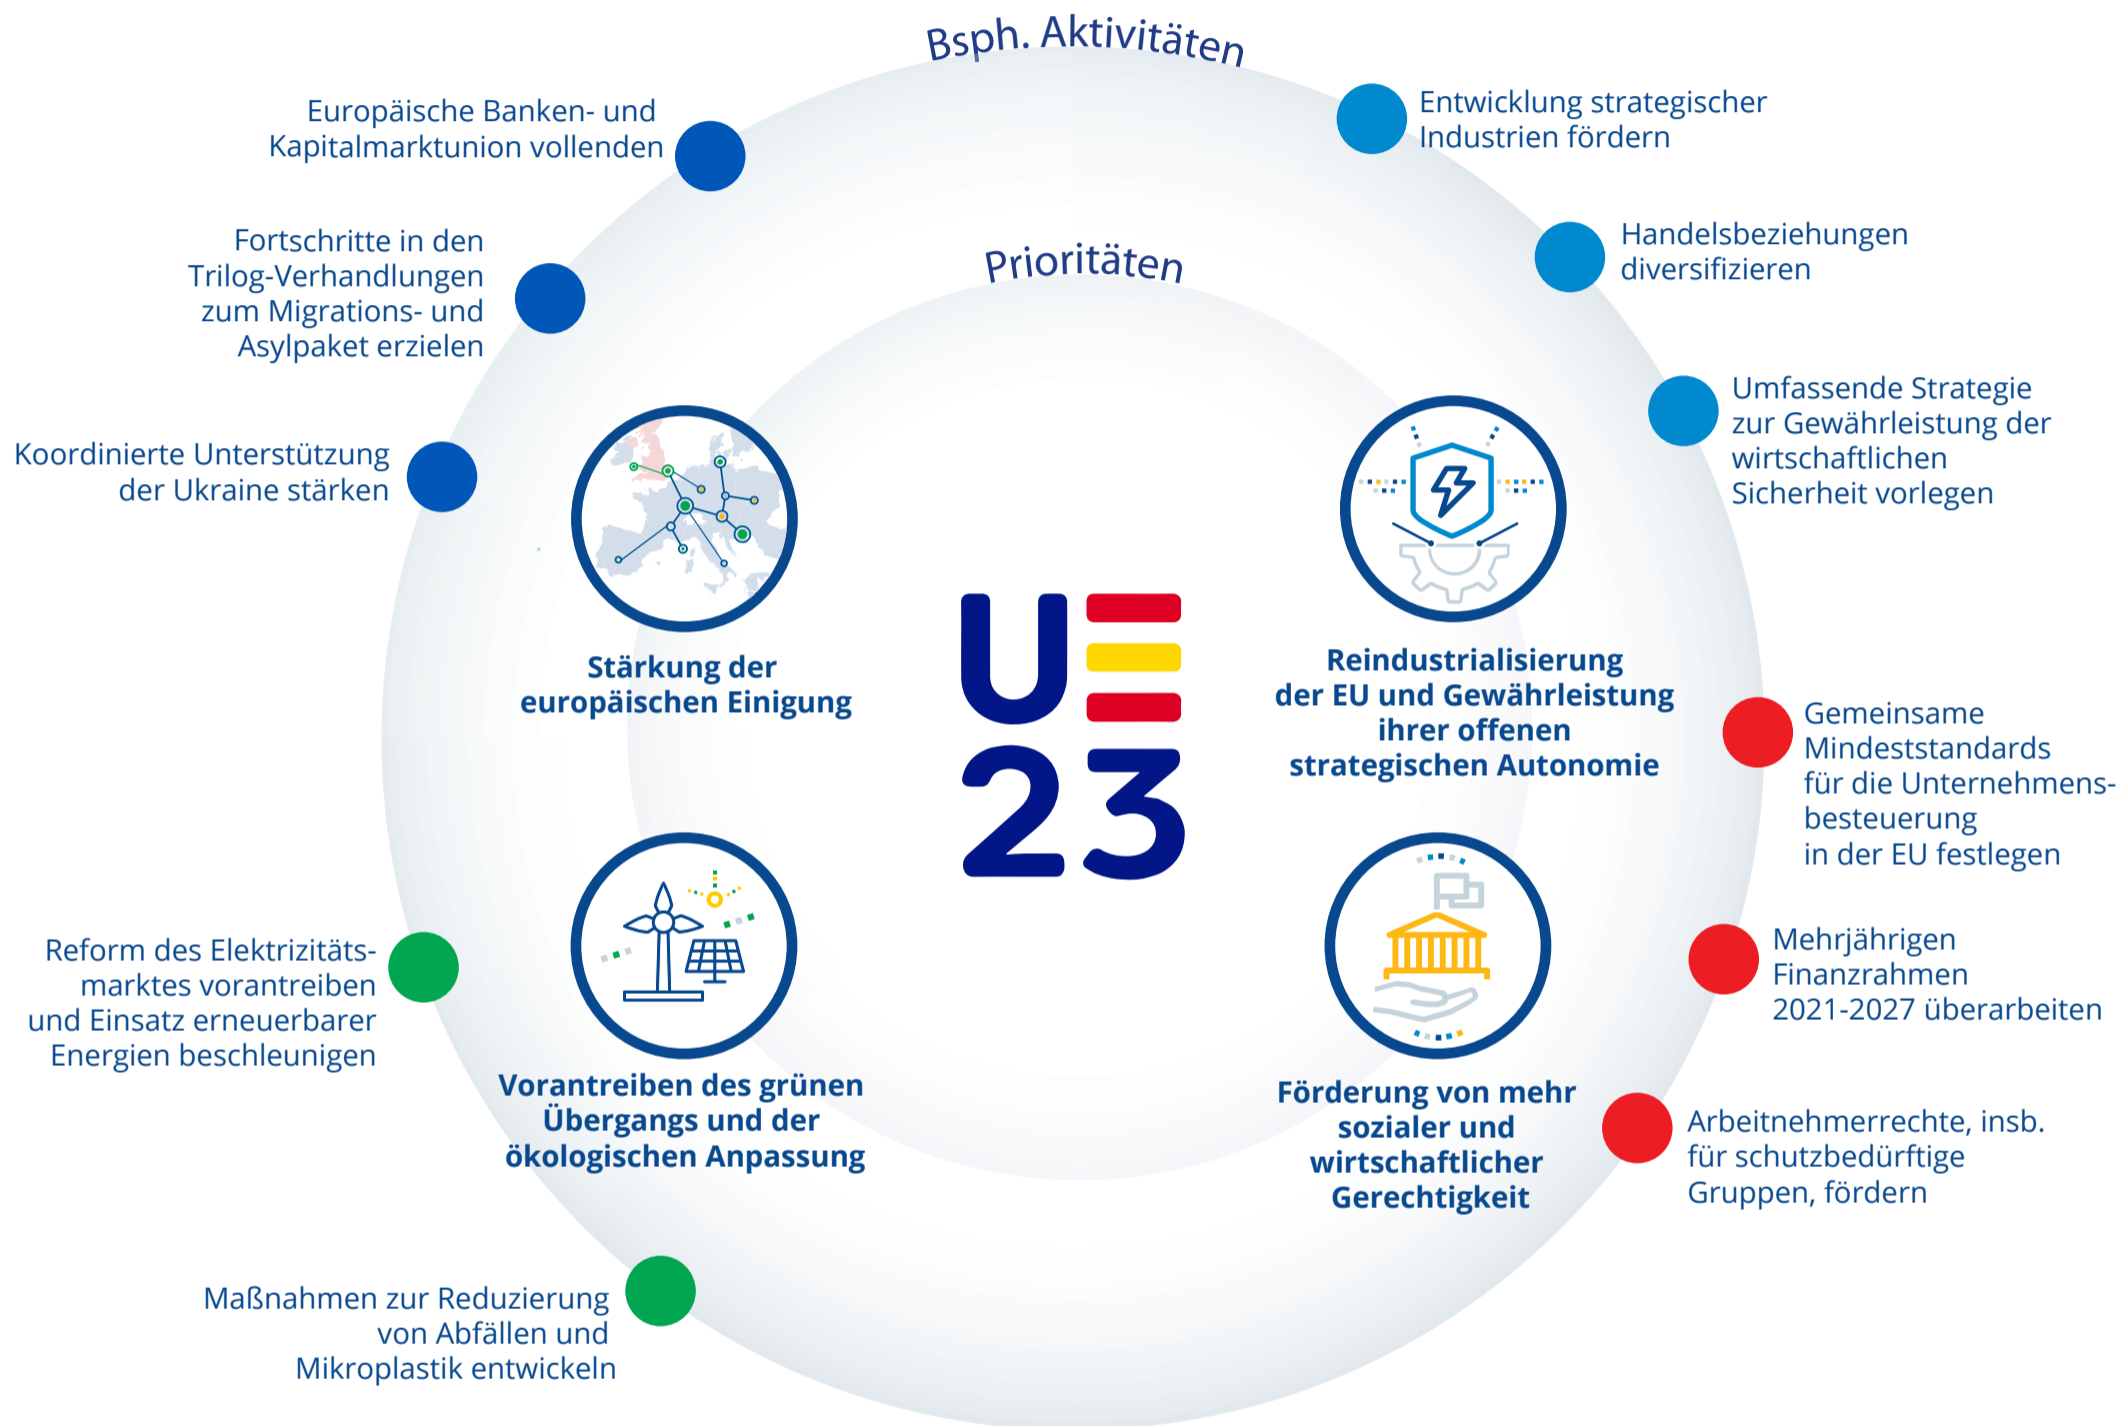 Bsph. Aktivitäten
Prioritäten
Europäische Banken- und
Kapitalmarktunion vollenden
Fortschritte in den
Trilog-Verhandlungen
zum Migrations- und
Asylpaket erzielen
Koordinierte Unterstützung
der Ukraine stärken
Stärkung der
europäischen Einigung
Entwicklung strategischer
Industrien fördern
Handelsbeziehungen
diversifizieren
Umfassende Strategie
zur Gewährleistung der
wirtschaftlichen
Sicherheit vorlegen
Reindustrialisierung
der EU und Gewährleistung
ihrer offenen
strategischen Autonomie
UE
23
Gemeinsame
Mindeststandards
für die Unternehmens-
besteuerung
in der EU festlegen
Mehrjährigen
Finanzrahmen
2021-2027 überarbeiten
Arbeitnehmerrechte, insb.
für schutzbedürftige
Gruppen, fördern
Förderung von mehr
sozialer und
wirtschaftlicher
Gerechtigkeit
Reform des Elektrizitäts-
marktes vorantreiben
und Einsatz erneuerbarer
Energien beschleunigen
Vorantreiben des grünen
Übergangs und der
ökologischen Anpassung
Maßnahmen zur Reduzierung
von Abfällen und
Mikroplastik entwickeln